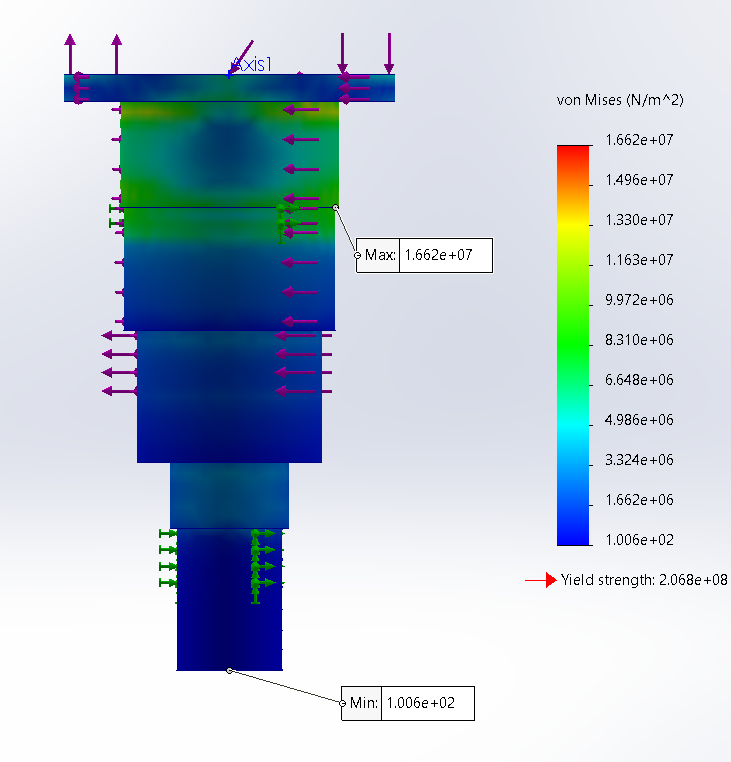 Axis1
von Mises (N/m^2)
1.662e+07
1.496e+07
1.330e+07
1.163e+07
9.972e+06
8.310e+06
6.648e+06
4.986e+06
3.324e+06
1.662e+06
1.006e+02
Yield strength: 2.068e+08
Max: 1.662e+07
Min: 1.006e+02